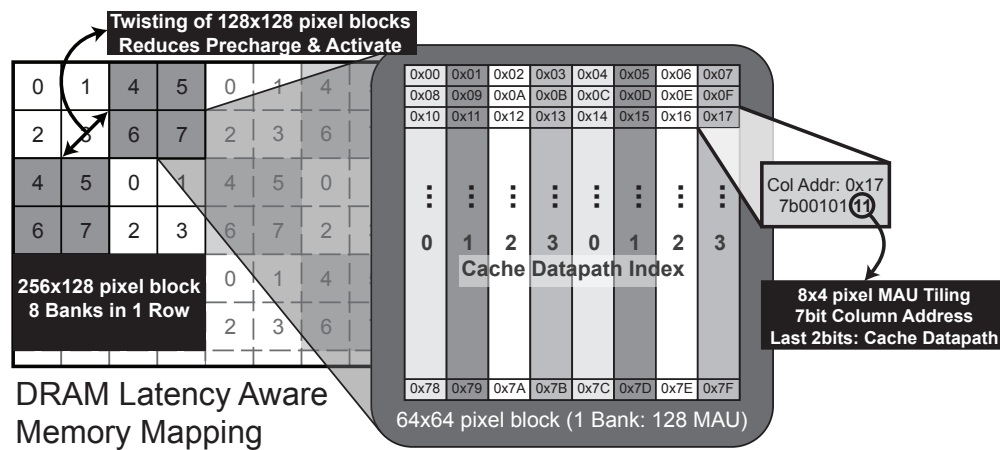 Twisting of 128x128 pixel blocks
Reduces Precharge & Activate
0 1 4 5 0 1 4
2 6 7 2 3 6
4 5 0 1 4 5 0
6 7 2 3 6 7 2
256x128 pixel block
8 Banks in 1 Row
0 1 4
2 3 6
DRAM Latency Aware
Memory Mapping
0x00 0x01 0x02 0x03 0x04 0x05 0x06 0x07
0x08 0x09 0x0A 0x0B 0x0C 0x0D 0x0E 0x0F
0x10 0x11 0x12 0x13 0x14 0x15 0x16 0x17
0 1 2 3 0 1 2 3
Cache Datapath Index
0x78 0x79 0x7A 0x7B 0x7C 0x7D 0x7E 0x7F
64x64 pixel block (1 Bank: 128 MAU)
Col Addr: 0x17
7b0010111
8x4 pixel MAU Tiling
7bit Column Address
Last 2bits: Cache Datapath